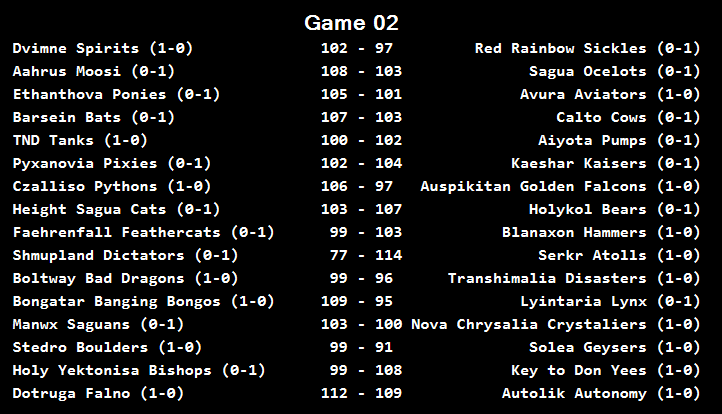 Game 02
Dvimne Spirits (1-0) 102 - 97 Red Rainbow Sickles (0-1)
Aahrus Moosi (0-1) 108 - 103 Sagua Ocelots (0-1)
Ethanthova Ponies (0-1) 105 - 101 Avura Aviators (1-0)
Barsein Bats (0-1) 107 - 103 Calto Cows (0-1)
TND Tanks (1-0) 100 - 102 Aiyota Pumps (0-1)
Pyxanovia Pixies (0-1) 102 - 104 Kaeshar Kaisers (0-1)
Czalliso Pythons (1-0) 106 - 97 Auspikitan Golden Falcons (1-0)
Height Sagua Cats (0-1) 103 - 107 Holykol Bears (0-1)
Faehrenfall Feathercats (0-1) 99 - 103 Blanaxon Hammers (1-0)
Shmupland Dictators (0-1) 77 - 114 Serkr Atolls (1-0)
Boltway Bad Dragons (1-0) 99 - 96 Transhimalia Disasters (1-0)
Bongatar Banging Bongos (1-0) 109 - 95 Lyintaria Lynx (0-1)
Manwx Saguans (0-1) 103 - 100 Nova Chrysalia Crystaliers (1-0)
Stedro Boulders (1-0) 99 - 91 Solea Geysers (1-0)
Holy Yektonisa Bishops (0-1) 99 - 108 Key to Don Yees (1-0)
Dotruga Falno (1-0) 112 - 109 Autolik Autonomy (1-0)